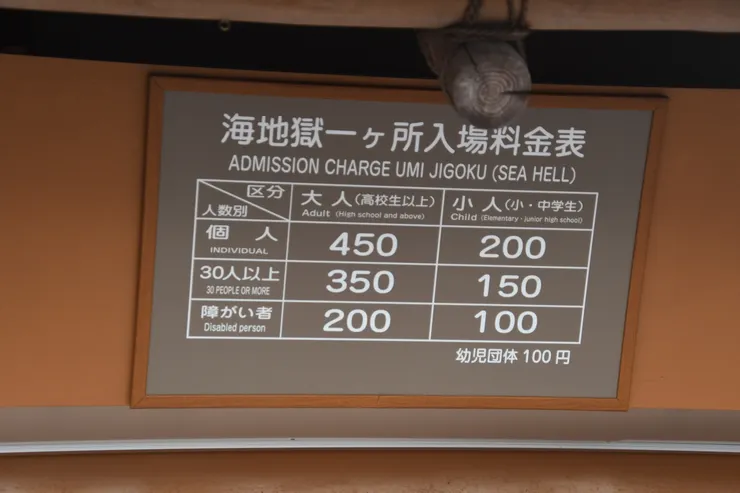 海地獄一ヶ所入場料金表
ADMISSION CHARGE UMI JIGOKU (SEA HELL)
区分 大人(高校生以上) 小人(小・中学生)
人数別 Adult (High school and above) Child (Elementary・junior high school)
個人 450 200
INDIVIDUAL
30人以上 350 150
30 PEOPLE OR MORE
障がい者 200 100
Disabled person
幼児団体100円